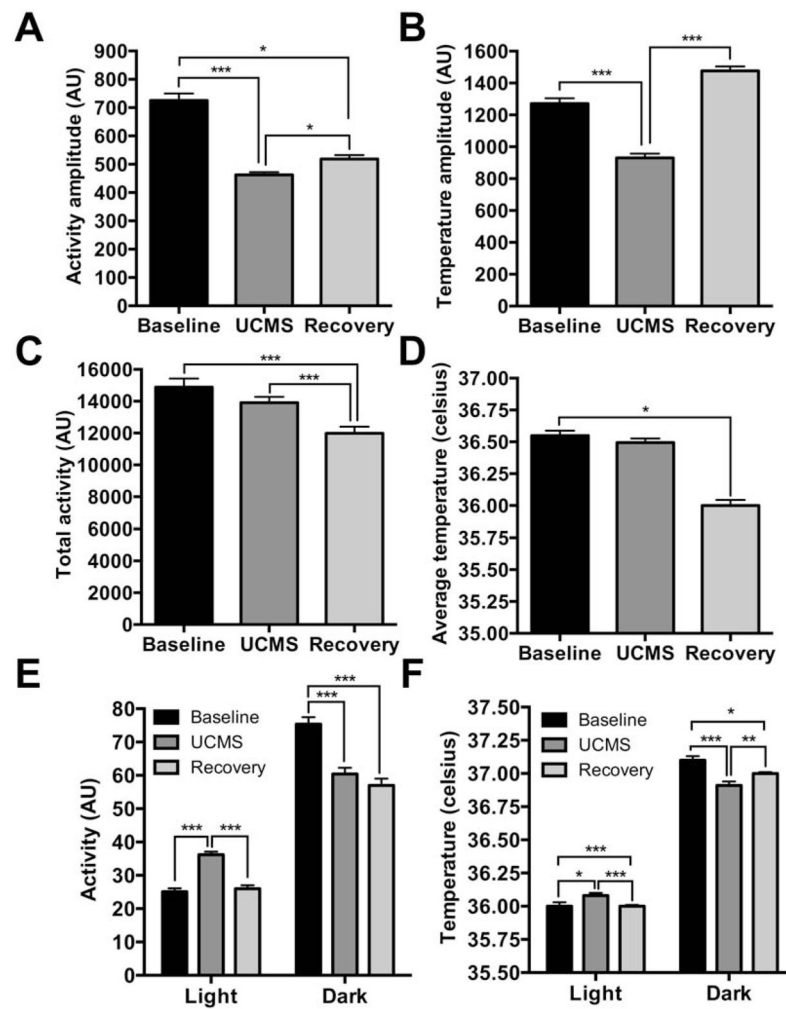 A
Activity amplitude (AU)
900
800
700
600
500
400
300
200
100
0
*
***
*
Baseline UCMS Recovery
B
Temperature amplitude (AU)
1600
1400
1200
1000
800
600
400
200
0
***
***
Baseline UCMS Recovery
C
Total activity (AU)
16000
14000
12000
10000
8000
6000
4000
2000
0
***
***
Baseline UCMS Recovery
D
Average temperature (celsius)
37.00
36.75
36.50
36.25
36.00
35.75
35.50
35.25
35.00
*
Baseline UCMS Recovery
E
Activity (AU)
80
70
60
50
40
30
20
10
0
Baseline
UCMS
Recovery
***
***
*** ***
Light Dark
F
Temperature (celsius)
37.50
37.25
37.00
36.75
36.50
36.25
36.00
35.75
35.50
Baseline
UCMS
Recovery
*
*** **
***
* ***
Light Dark